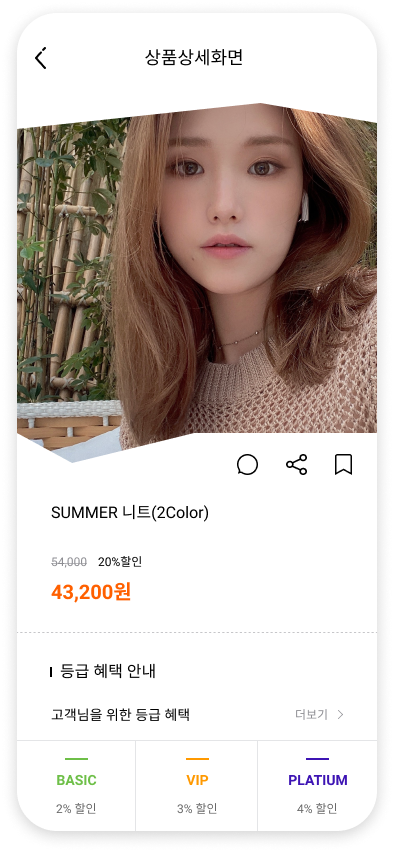 상품상세화면
SUMMER 니트(2Color)
54,000 20%할인
43,200원
등급 혜택 안내
고객님을 위한 등급 혜택 더보기
BASIC VIP PLATIUM
2% 할인 3% 할인 4% 할인